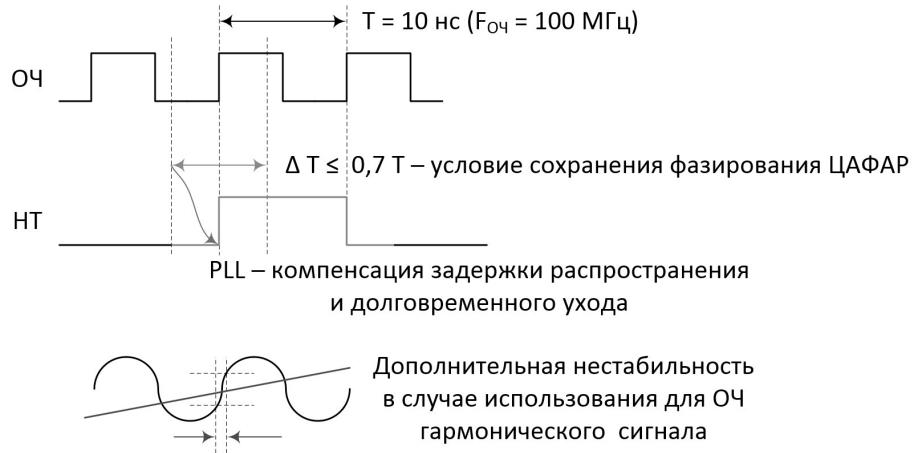 T = 10 нс (FОЧ = 100 МГц)
ОЧ
Δ T ≤ 0,7 T – условие сохранения фазирования ЦАФАР
НТ
PLL – компенсация задержки распространения
и долговременного ухода
Дополнительная нестабильность
в случае использования для ОЧ
гармонического сигнала